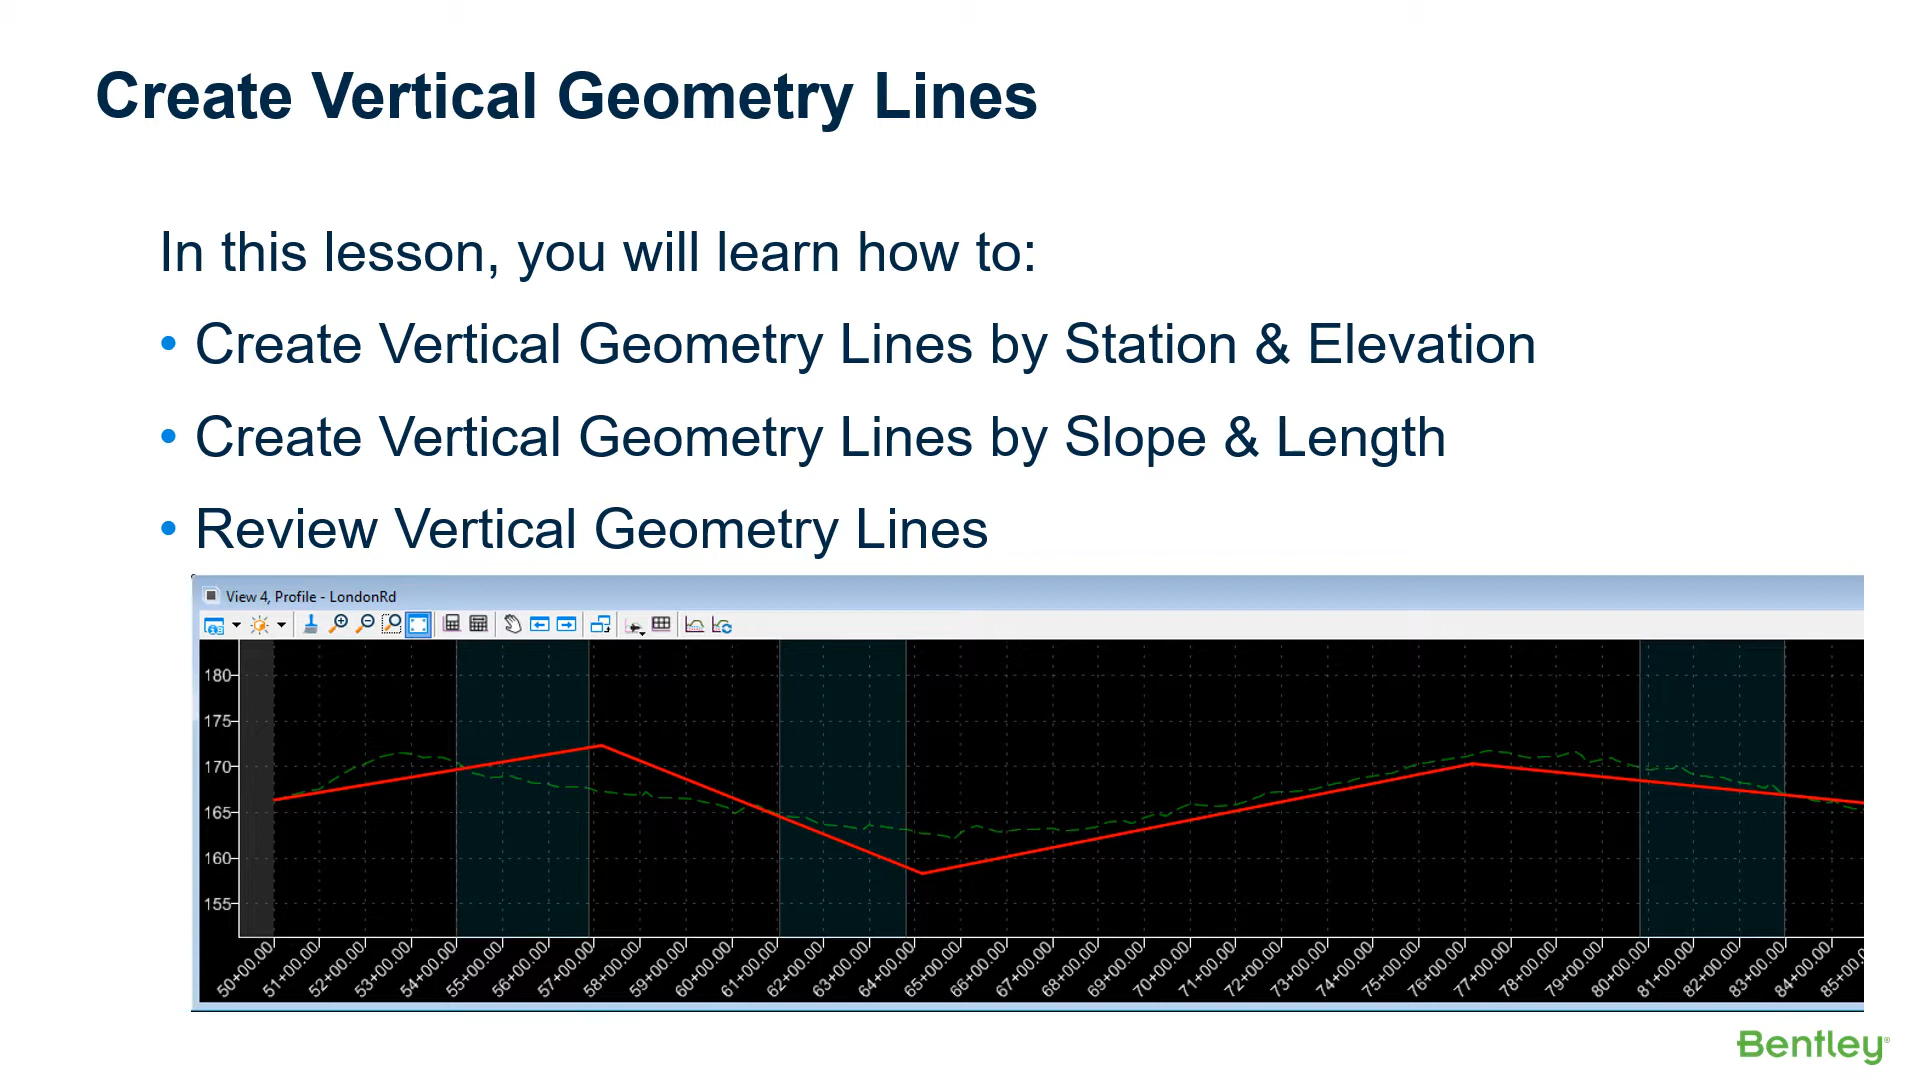 Create Vertical Geometry Lines
In this lesson, you will learn how to:
• Create Vertical Geometry Lines by Station & Elevation
• Create Vertical Geometry Lines by Slope & Length
• Review Vertical Geometry Lines
View 4, Profile - LondonRd
180
175
170
165
160
155
50+00.00 51+00.00 52+00.00 53+00.00 54+00.00 55+00.00 56+00.00 57+00.00 58+00.00 59+00.00 60+00.00 61+00.00 62+00.00 63+00.00 64+00.00 65+00.00 66+00.00 67+00.00 68+00.00 69+00.00 70+00.00 71+00.00 72+00.00 73+00.00 74+00.00 75+00.00 76+00.00 77+00.00 78+00.00 79+00.00 80+00.00 81+00.00 82+00.00 83+00.00 84+00.00
Bentley®